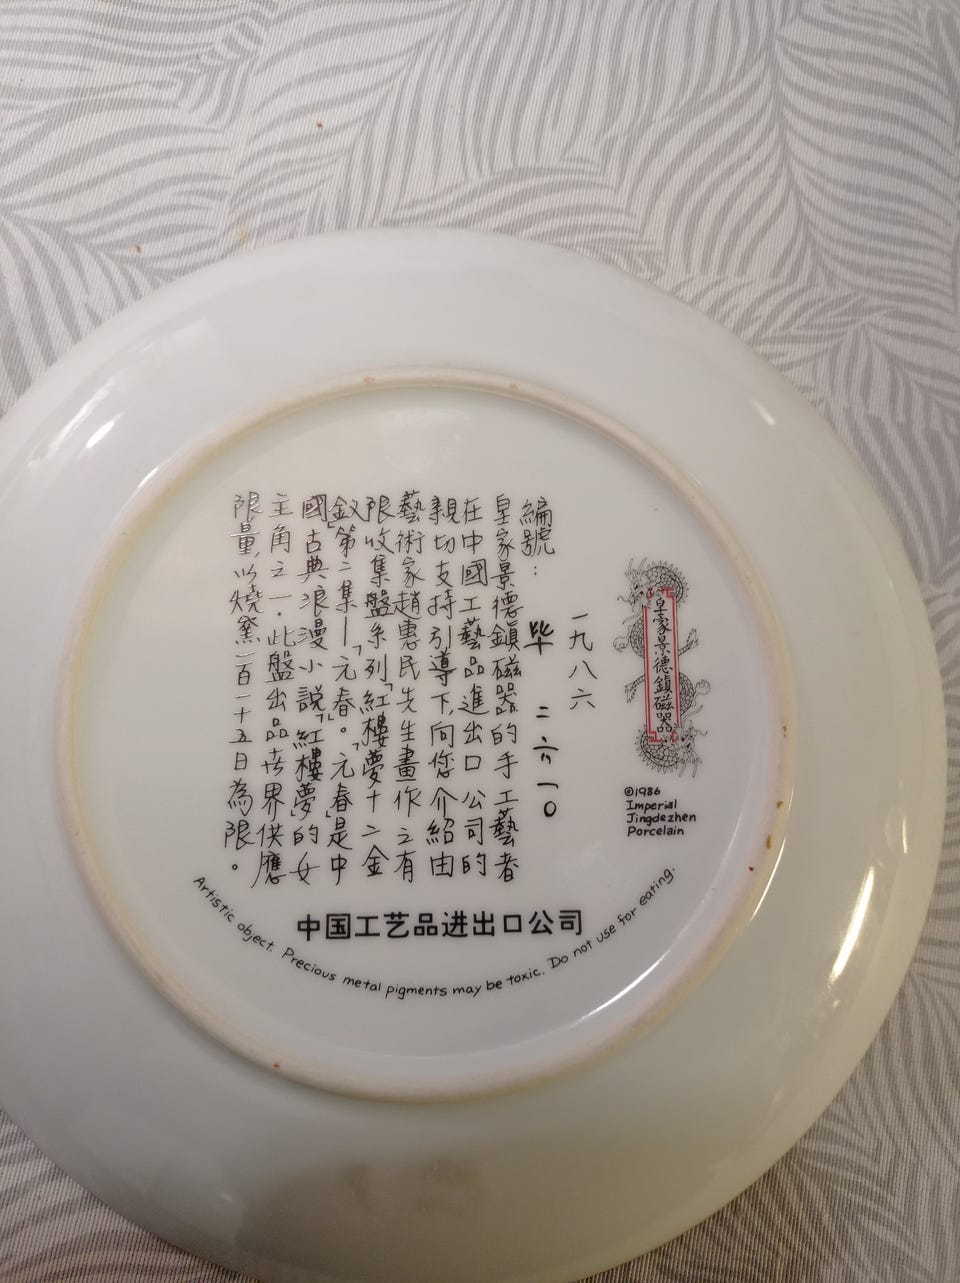 皇家景德鎮磁器
©1986
Imperial
Jingdezhen
Porcelain
一九八六
編號： 毕 二六一〇
皇家景德鎮磁器的手工藝者
在中國工藝品進出口公司的
親切支持引導下,向您介紹由
藝術家趙惠民先生畫作之有
限收集盤系列「紅樓夢十二金
釵」第二集—「元春」。「元春」是中
國古典浪漫小說「紅樓夢」的女
主角之一.此盤出品老界供應
限量,以燒窯一百一十五日為限。
中国工艺品进出口公司
Artistic object. Precious metal pigments may be toxic. Do not use for eating.